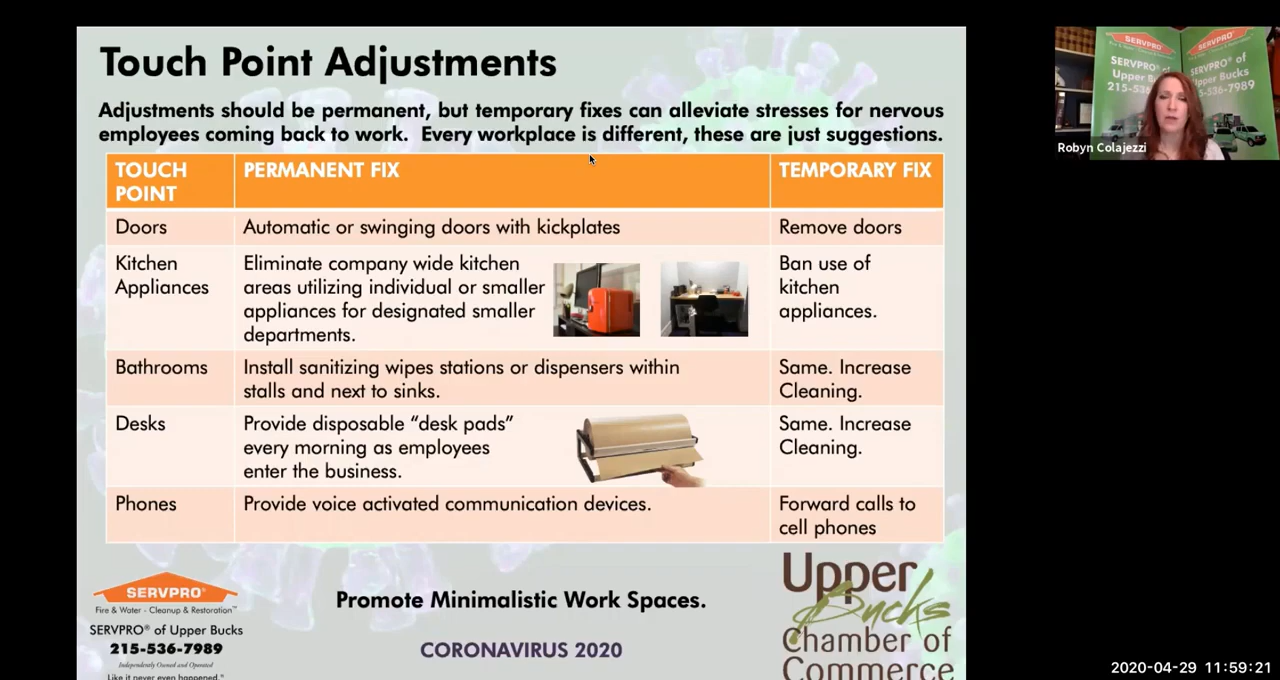 Touch Point Adjustments
Adjustments should be permanent, but temporary fixes can alleviate stresses for nervous
employees coming back to work. Every workplace is different, these are just suggestions.
TOUCH
POINT
PERMANENT FIX
TEMPORARY FIX
Doors
Automatic or swinging doors with kickplates
Remove doors
Kitchen
Appliances
Eliminate company wide kitchen
areas utilizing individual or smaller
appliances for designated smaller
departments.
Ban use of
kitchen
appliances.
Bathrooms
Install sanitizing wipes stations or dispensers within
stalls and next to sinks.
Same. Increase
Cleaning.
Desks
Provide disposable “desk pads”
every morning as employees
enter the business.
Same. Increase
Cleaning.
Phones
Provide voice activated communication devices.
Forward calls to
cell phones
SERVPRO®
Fire & Water - Cleanup & Restoration™
SERVPRO® of Upper Bucks
215-536-7989
Independently Owned and Operated
Like it never even happened.™
Promote Minimalistic Work Spaces.
CORONAVIRUS 2020
Upper
Bucks
Chamber of
Commerce
SERVPRO
SERVPRO
SERVPRO of
Upper Bucks
215-53
SERVPRO of
Upper Bucks
5-536-7989
Robyn Colajezzi
2020-04-29 11:59:21